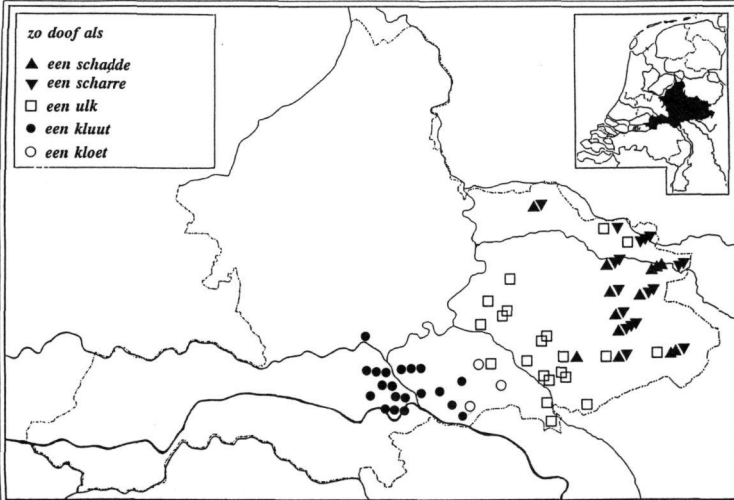 zo doof als
een schadde
een scharre
een ulk
een kluut
een kloet